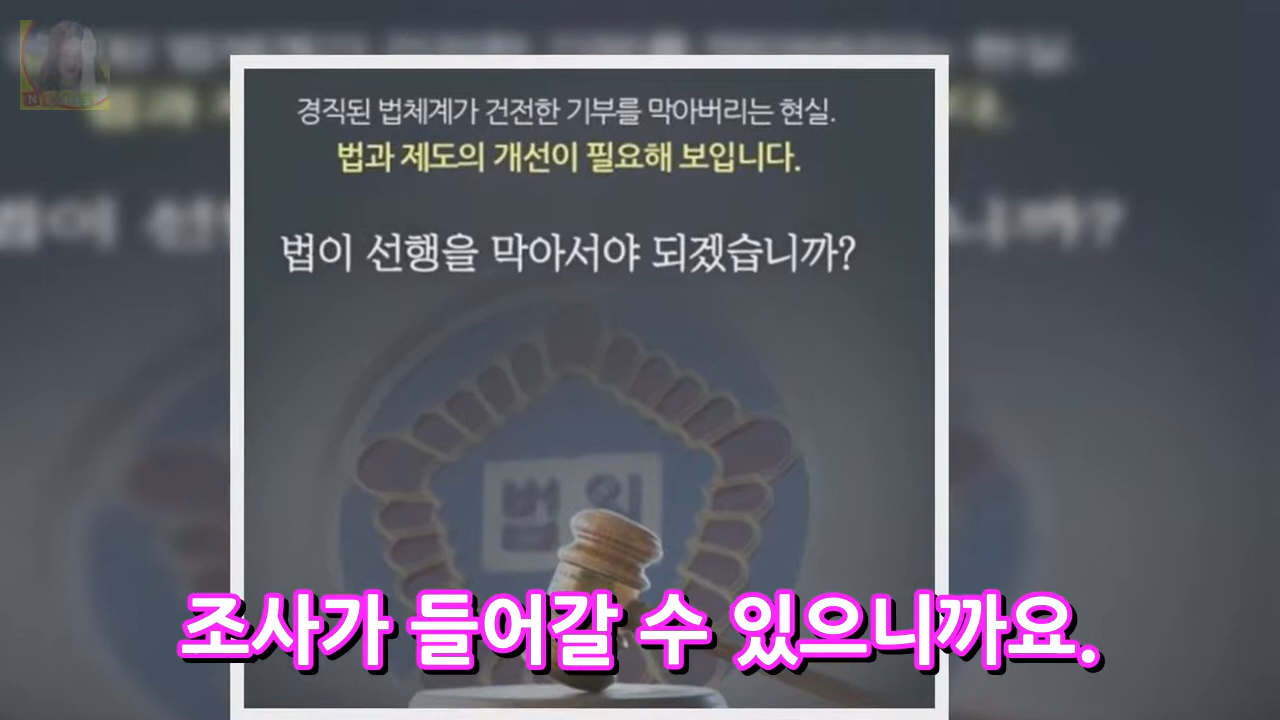 경직된 법체계가 건전한 기부를 막아버리는 현실.
법과 제도의 개선이 필요해 보입니다.
법이 선행을 막아서야 되겠습니까?
법원
조사가 들어갈 수 있으니까요.